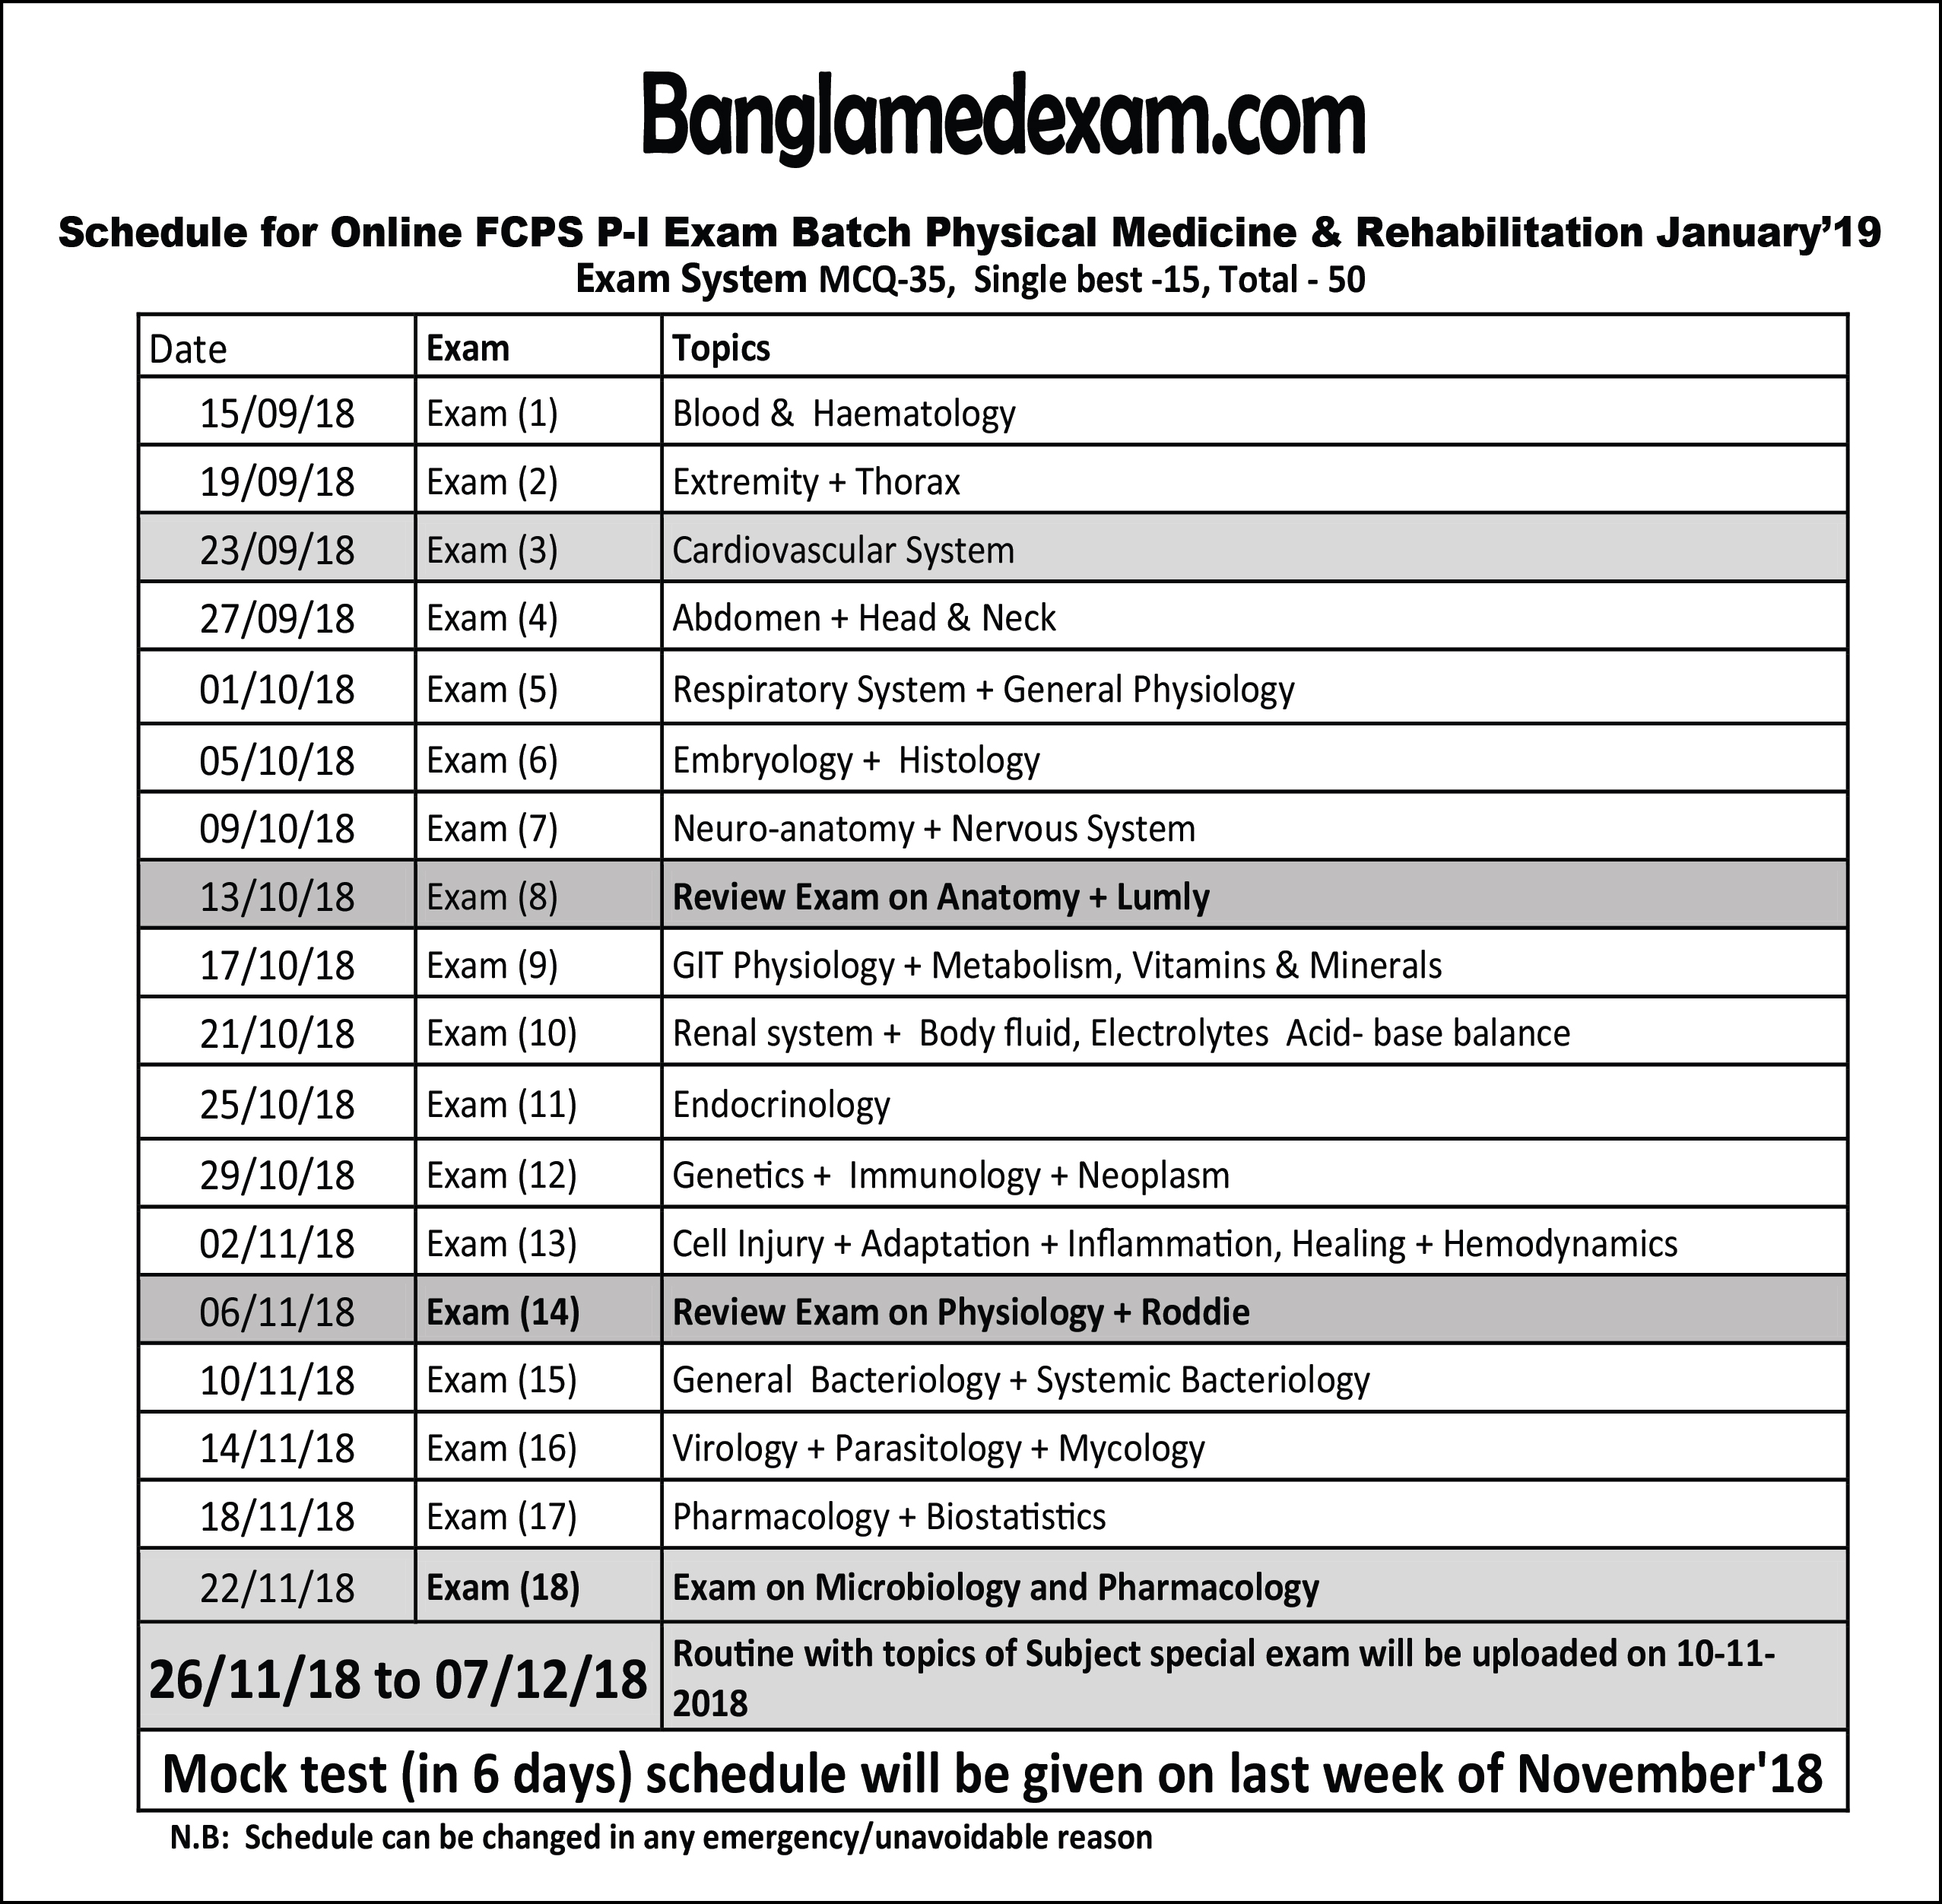 Banglamedexam.com
Schedule for Online FCPS P-I Exam Batch Physical Medicine & Rehabilitation January’19
Exam System MCQ-35, Single best -15, Total - 50
Date Exam Topics
15/09/18 Exam (1) Blood & Haematology
19/09/18 Exam (2) Extremity + Thorax
23/09/18 Exam (3) Cardiovascular System
27/09/18 Exam (4) Abdomen + Head & Neck
01/10/18 Exam (5) Respiratory System + General Physiology
05/10/18 Exam (6) Embryology + Histology
09/10/18 Exam (7) Neuro-anatomy + Nervous System
13/10/18 Exam (8) Review Exam on Anatomy + Lumly
17/10/18 Exam (9) GIT Physiology + Metabolism, Vitamins & Minerals
21/10/18 Exam (10) Renal system + Body fluid, Electrolytes Acid- base balance
25/10/18 Exam (11) Endocrinology
29/10/18 Exam (12) Genetics + Immunology + Neoplasm
02/11/18 Exam (13) Cell Injury + Adaptation + Inflammation, Healing + Hemodynamics
06/11/18 Exam (14) Review Exam on Physiology + Roddie
10/11/18 Exam (15) General Bacteriology + Systemic Bacteriology
14/11/18 Exam (16) Virology + Parasitology + Mycology
18/11/18 Exam (17) Pharmacology + Biostatistics
22/11/18 Exam (18) Exam on Microbiology and Pharmacology
26/11/18 to 07/12/18 Routine with topics of Subject special exam will be uploaded on 10-11-
2018
Mock test (in 6 days) schedule will be given on last week of November'18
N.B: Schedule can be changed in any emergency/unavoidable reason